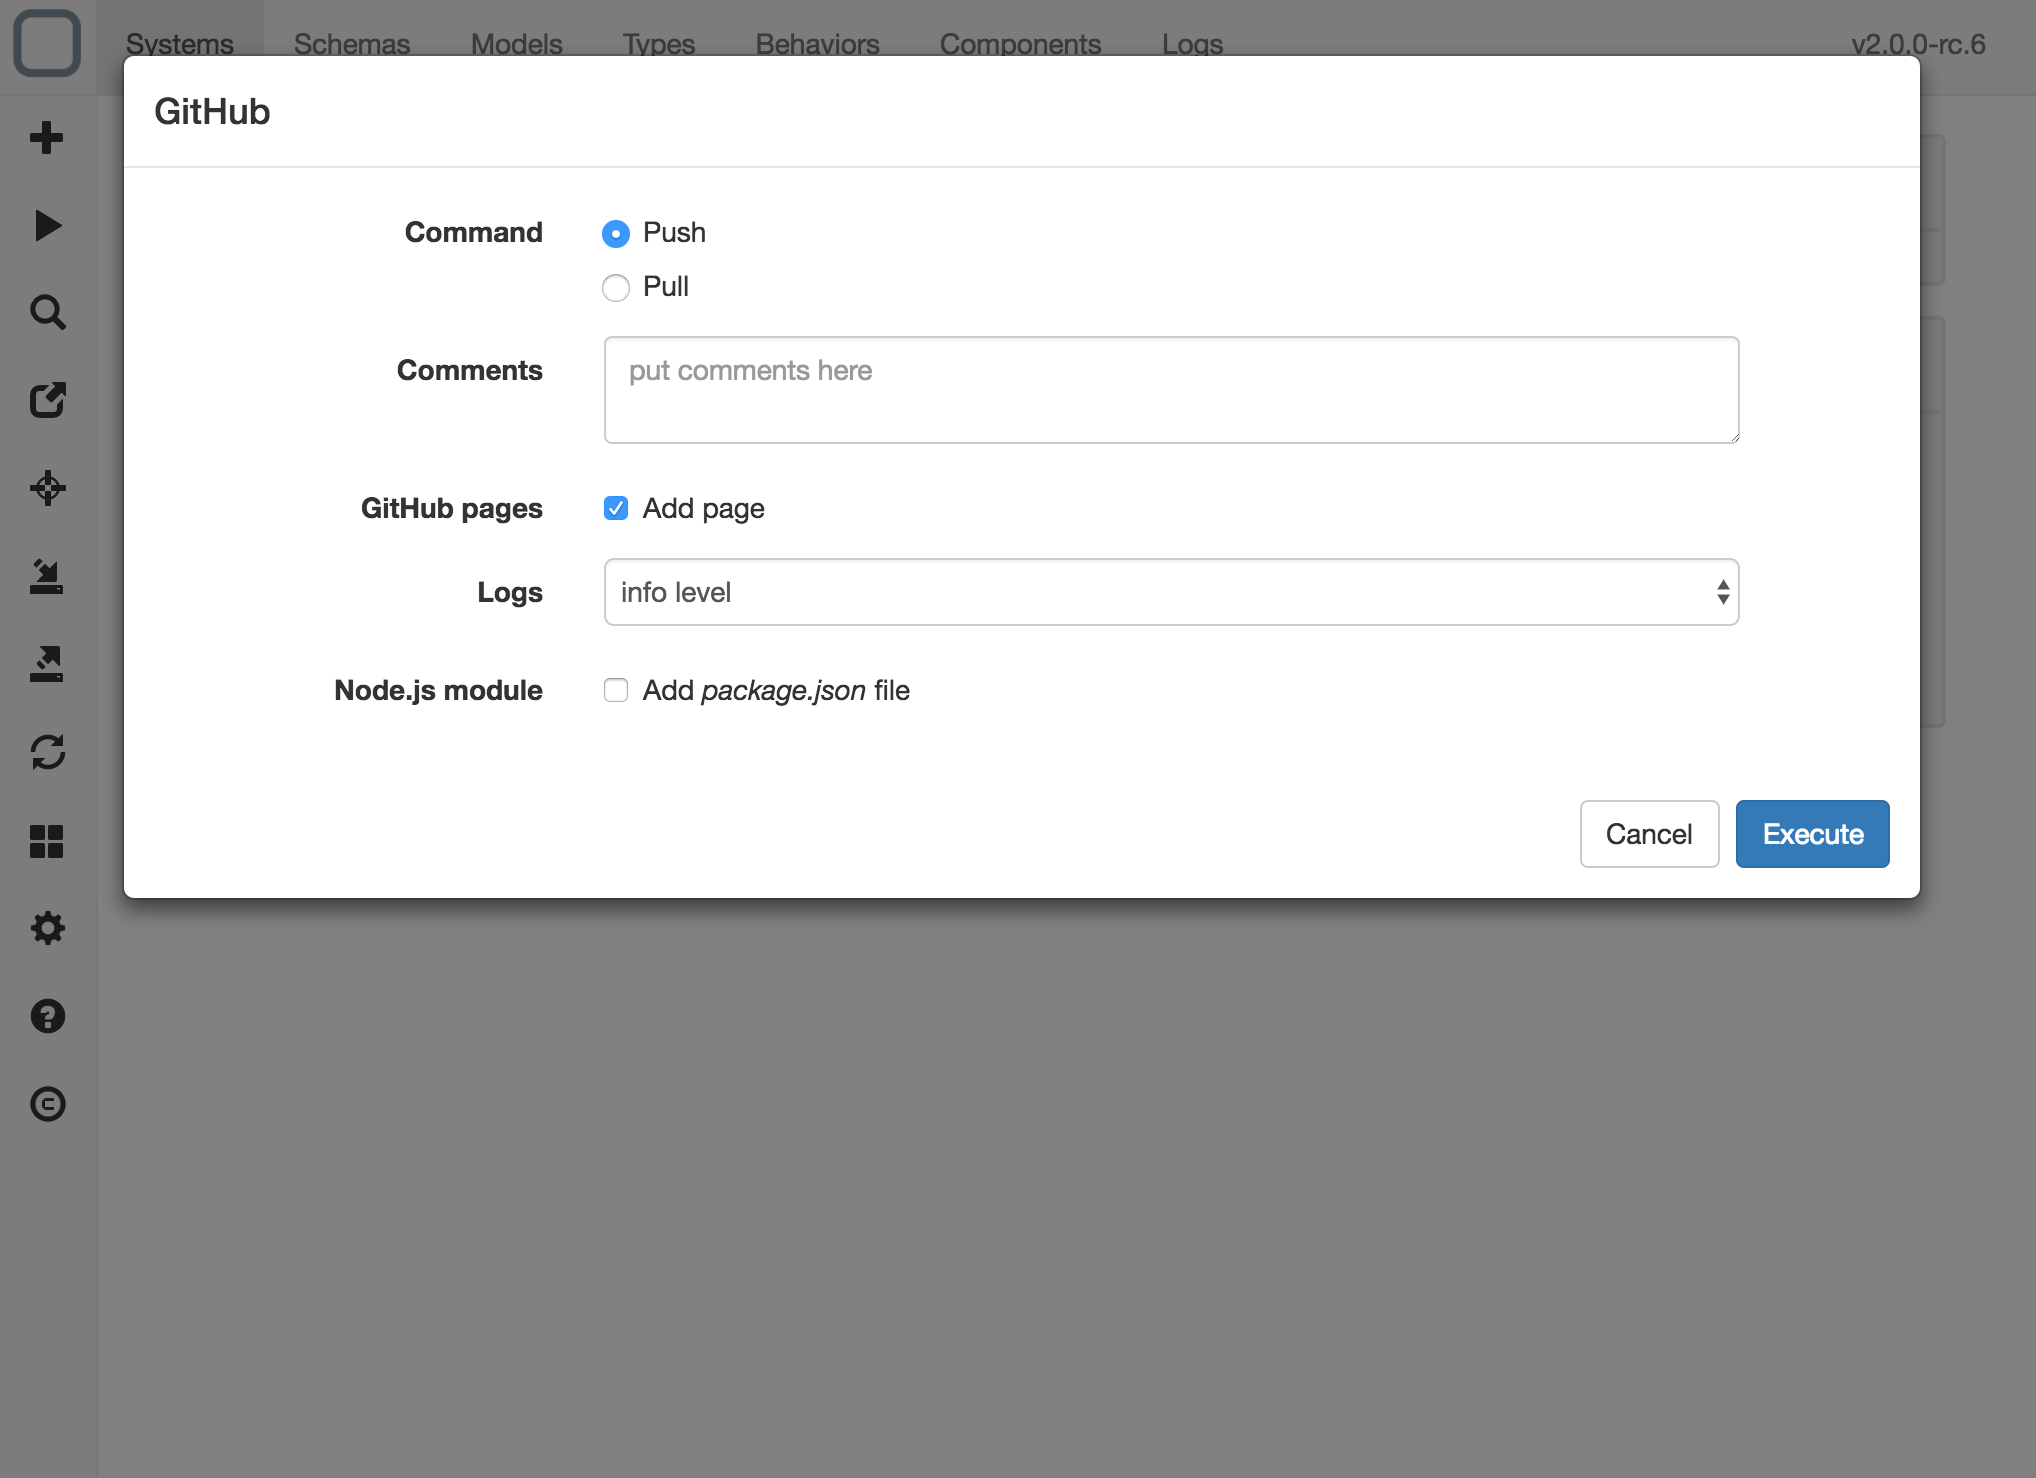 Systems Schemas Models Types Behaviors Components Logs v2.0.0-rc.6
GitHub
Command Push
Pull
Comments put comments here
GitHub pages Add page
Logs info level
Node.js module Add package.json file
Cancel Execute